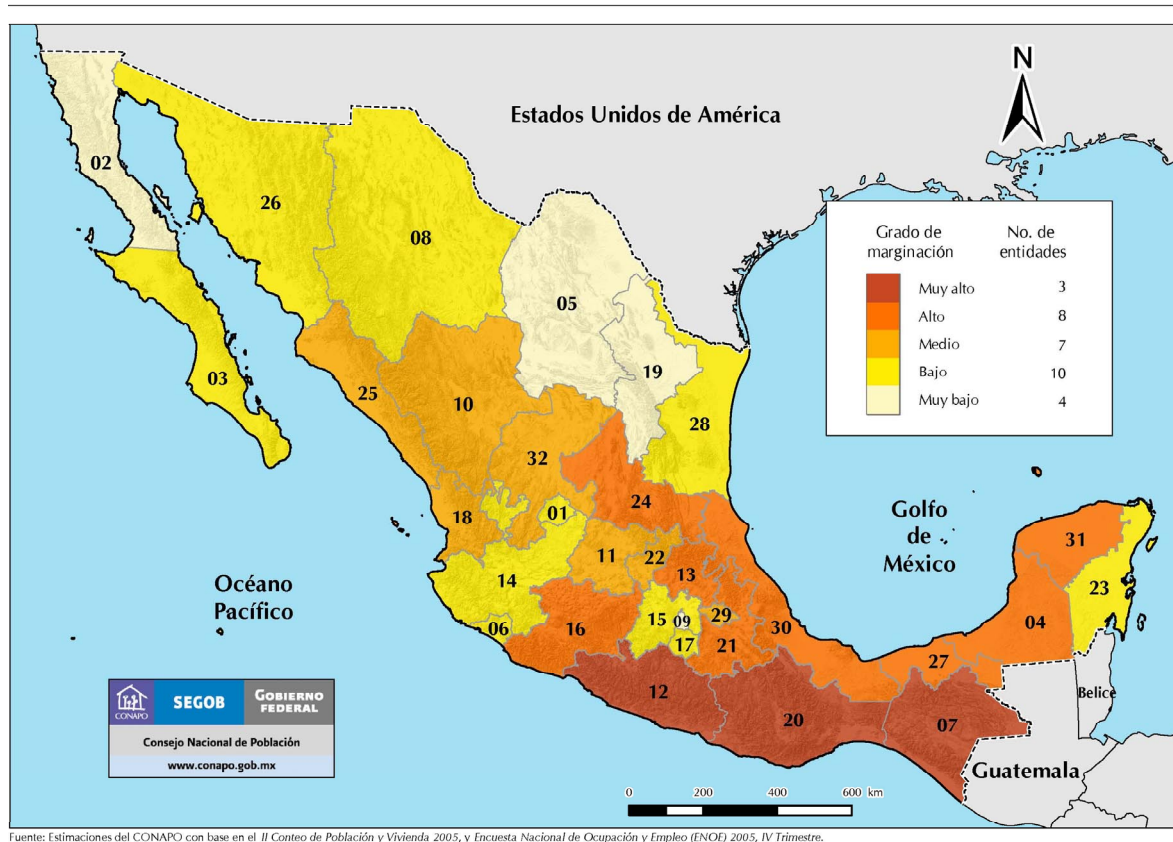 N
Estados Unidos de América
Grado de marginación No. de entidades
Muy alto 3
Alto 8
Medio 7
Bajo 10
Muy bajo 4
02
26
08
05
19
03
25
10
28
32
24
18
01
11
22
14
13
31
23
Golfo
de
México
Océano
Pacífico
06
16
15
09
29
17
21
30
04
27
12
20
07
Belice
Guatemala
CONAPO
SEGOB
GOBIERNO
FEDERAL
Consejo Nacional de Población
www.conapo.gob.mx
0 200 400 600 km
Fuente: Estimaciones del CONAPO con base en el II Conteo de Población y Vivienda 2005, y Encuesta Nacional de Ocupación y Empleo (ENOE) 2005, IV Trimestre.